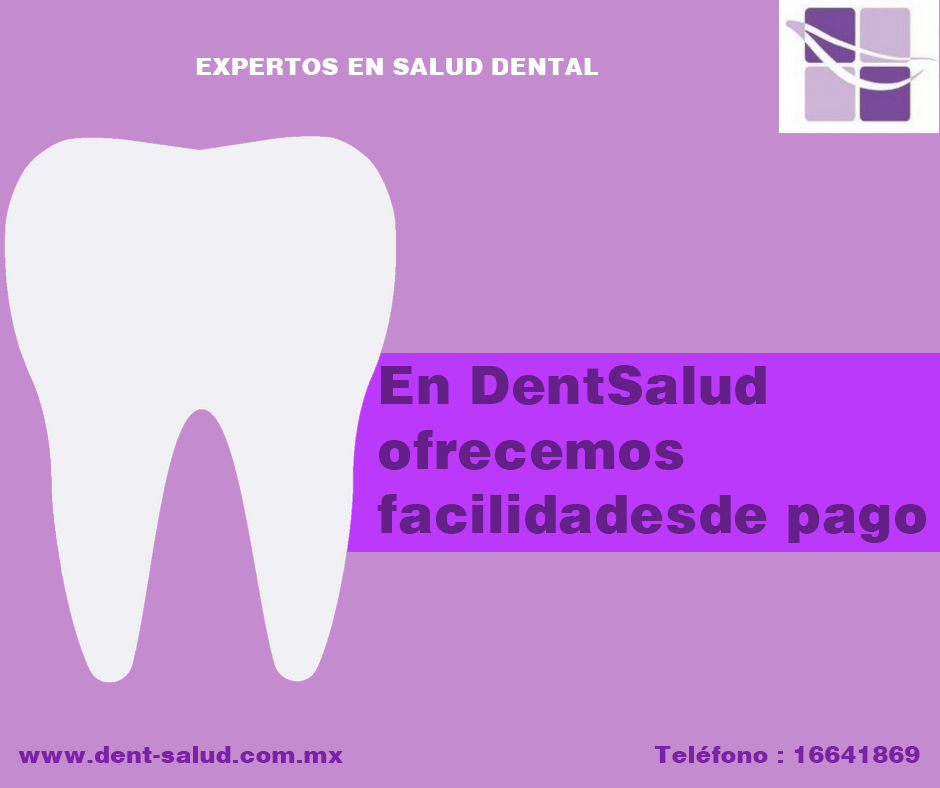 EXPERTOS EN SALUD DENTAL
En DentSalud
ofrecemos
facilidadesde pago
www.dent-salud.com.mx
Teléfono : 16641869